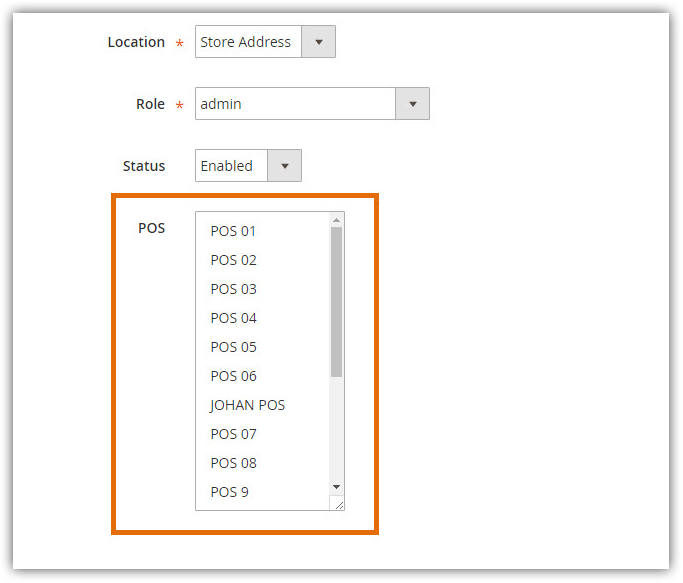 Location * Store Address
Role * admin
Status Enabled
POS
POS 01
POS 02
POS 03
POS 04
POS 05
POS 06
JOHAN POS
POS 07
POS 08
POS 9